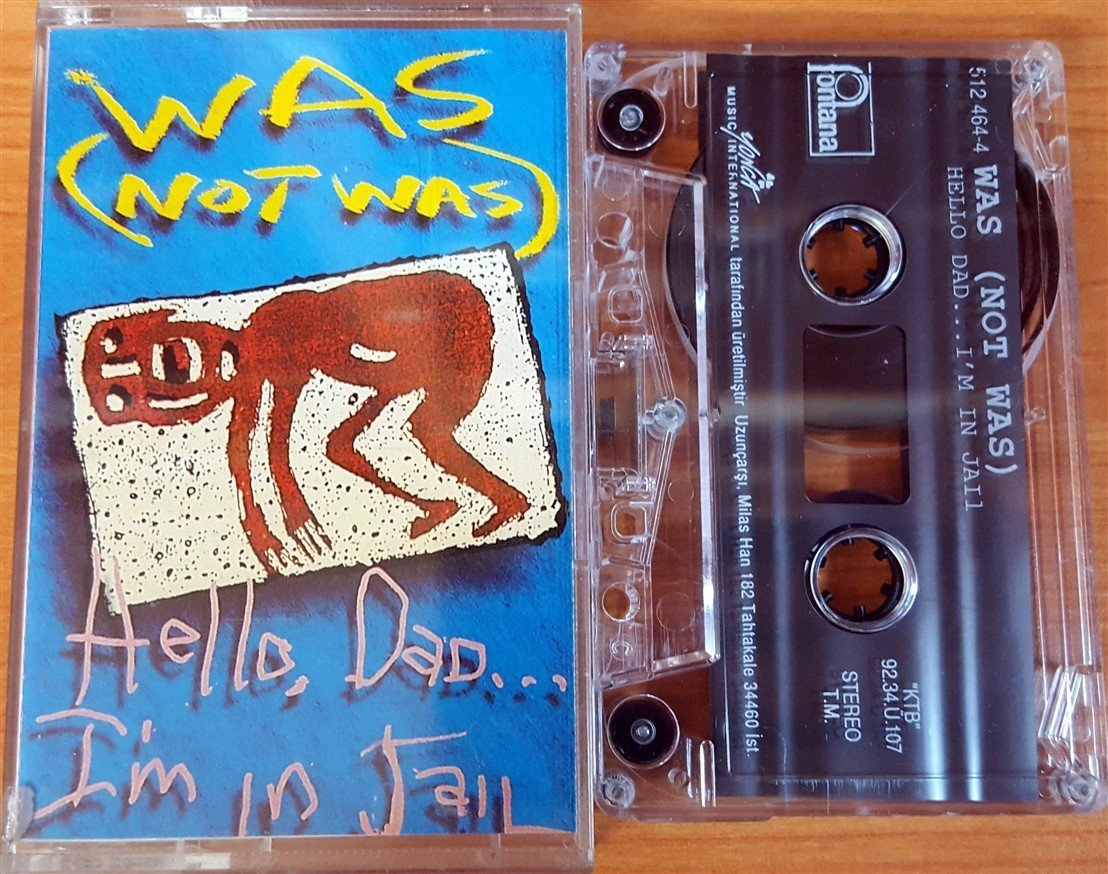 WAS
(NOT WAS)
Hello, Dad...
I'm in Jail
512 464-4 WAS (NOT WAS)
HELLO DAD...I'M IN JAIl
fontana
YONCA
MUSIC INTERNATIONAL tarafından üretilmiştir Uzunçarşı, Milas Han 182 Tahtakale 34460 İst.
"KTB"
92.34.Ü.107
STEREO
T.M.